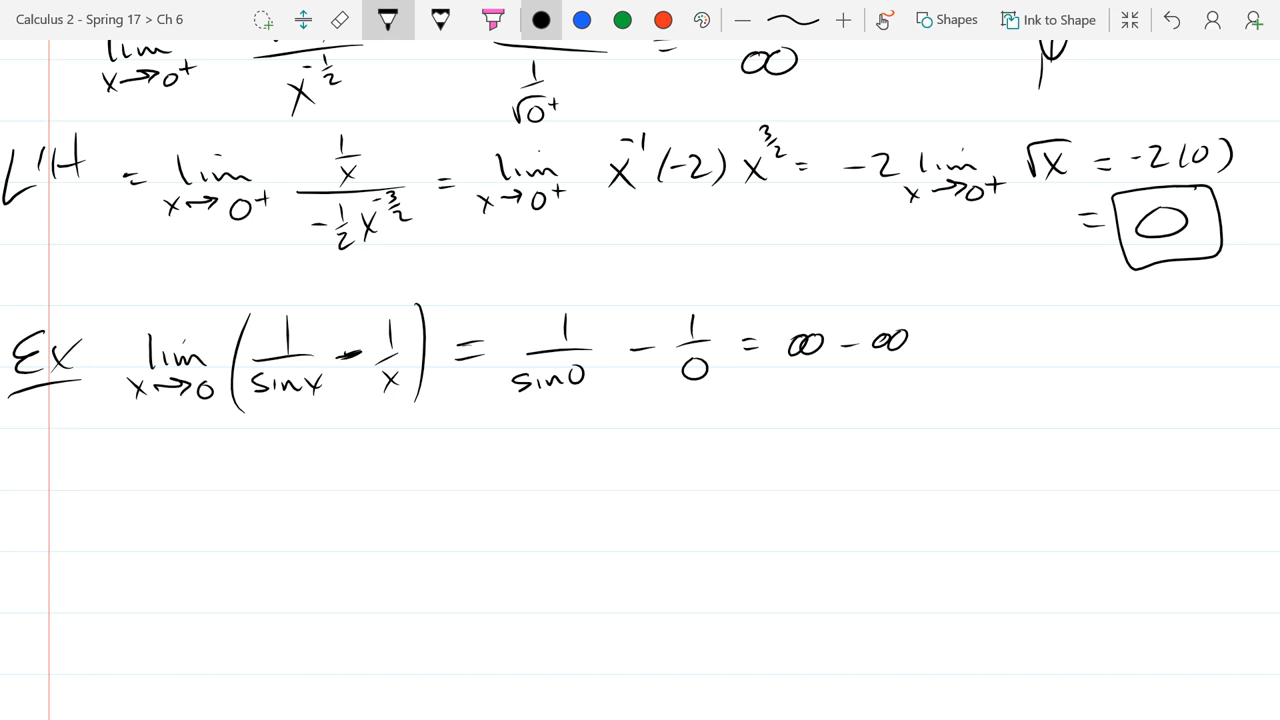 Calculus 2 - Spring 17 > Ch 6 Shapes Ink to Shape
lim x→0⁺ x^(-1/2) 1/√0⁺ = ∞
L'H = lim x→0⁺ (1/x)/(-1/2 x^(-3/2)) = lim x→0⁺ x⁻¹(-2)x^(3/2) = -2 lim x→0⁺ √x = -2(0)
= 0
Ex lim x→0 (1/sinx - 1/x) = 1/sin0 - 1/0 = ∞ - ∞